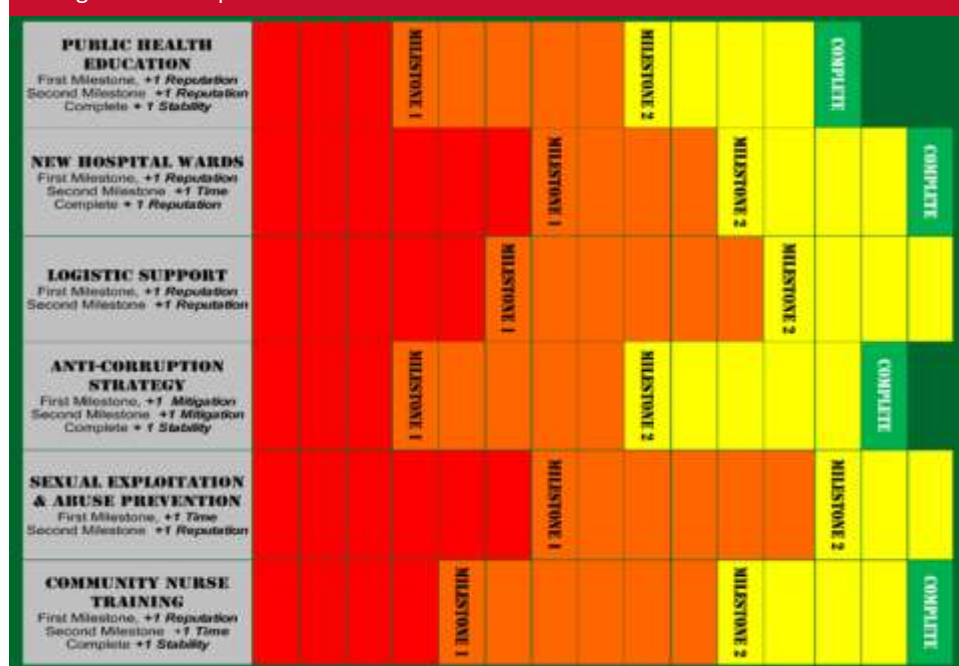 PUBLIC HEALTH
EDUCATION
First Milestone, +1 Reputation
Second Milestone +1 Reputation
Complete + 1 Stability
MILESTONE 1
MILESTONE 2
COMPLETE
NEW HOSPITAL WARDS
First Milestone, +1 Reputation
Second Milestone +1 Time
Complete + 1 Reputation
MILESTONE 1
MILESTONE 2
COMPLETE
LOGISTIC SUPPORT
First Milestone, +1 Reputation
Second Milestone +1 Reputation
MILESTONE 1
MILESTONE 2
ANTI-CORRUPTION
STRATEGY
First Milestone, +1 Mitigation
Second Milestone +1 Mitigation
Complete + 1 Stability
MILESTONE 1
MILESTONE 2
COMPLETE
SEXUAL EXPLOITATION
& ABUSE PREVENTION
First Milestone, +1 Time
Second Milestone +1 Reputation
MILESTONE 1
MILESTONE 2
COMMUNITY NURSE
TRAINING
First Milestone, +1 Reputation
Second Milestone +1 Time
Complete +1 Stability
MILESTONE 1
MILESTONE 2
COMPLETE